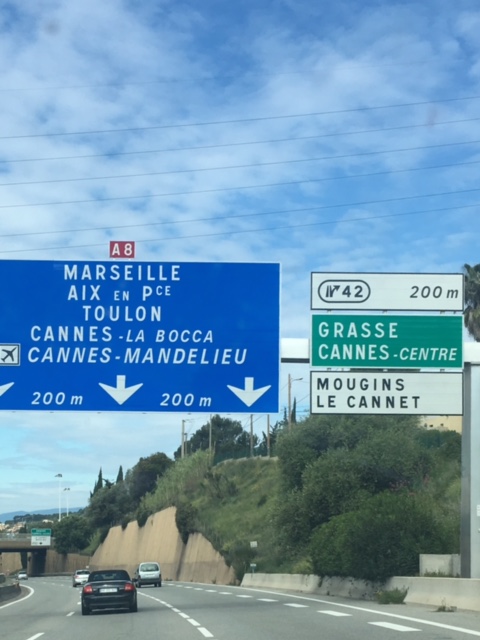 A8
MARSEILLE
AIX EN PCE
TOULON
CANNES-LA BOCCA
CANNES-MANDELIEU
200 m 200 m
42 200 m
GRASSE
CANNES-CENTRE
MOUGINS
LE CANNET